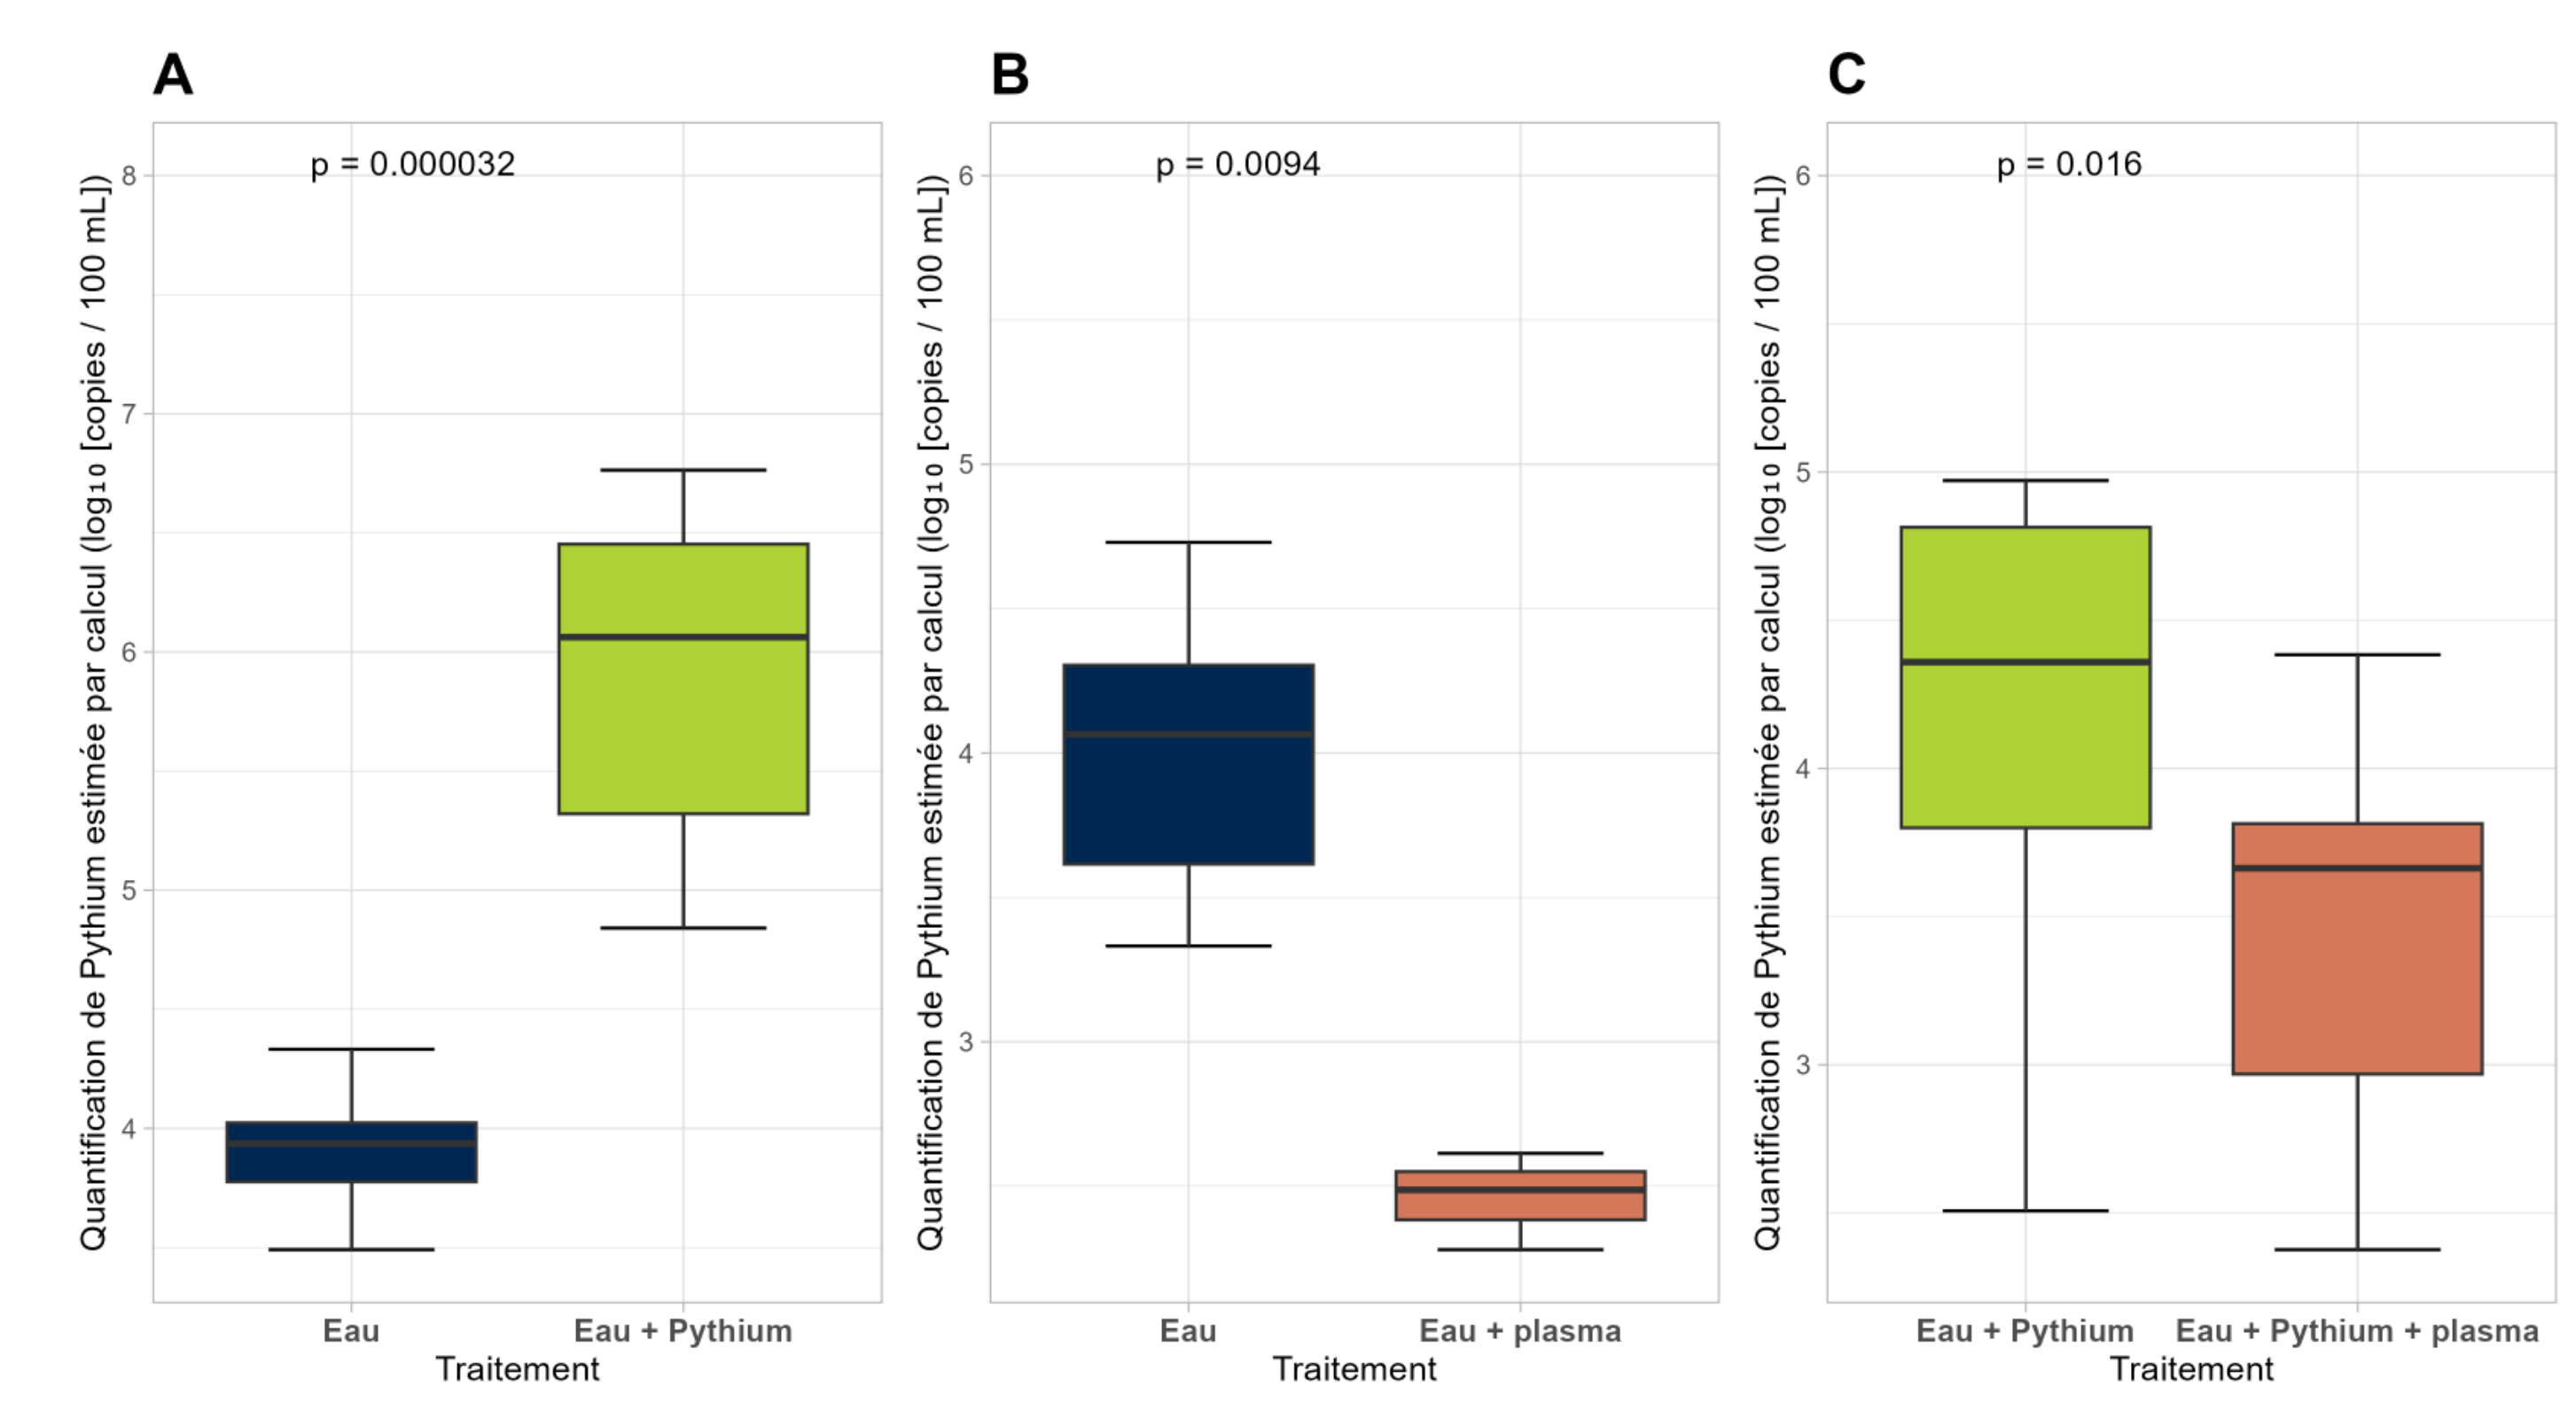 A
p = 0.000032
Quantification de Pythium estimée par calcul (log₁₀ [copies / 100 mL])
8
7
6
5
4
Eau
Eau + Pythium
Traitement
B
p = 0.0094
Quantification de Pythium estimée par calcul (log₁₀ [copies / 100 mL])
6
5
4
3
Eau
Eau + plasma
Traitement
C
p = 0.016
Quantification de Pythium estimée par calcul (log₁₀ [copies / 100 mL])
6
5
4
3
Eau + Pythium
Eau + Pythium + plasma
Traitement